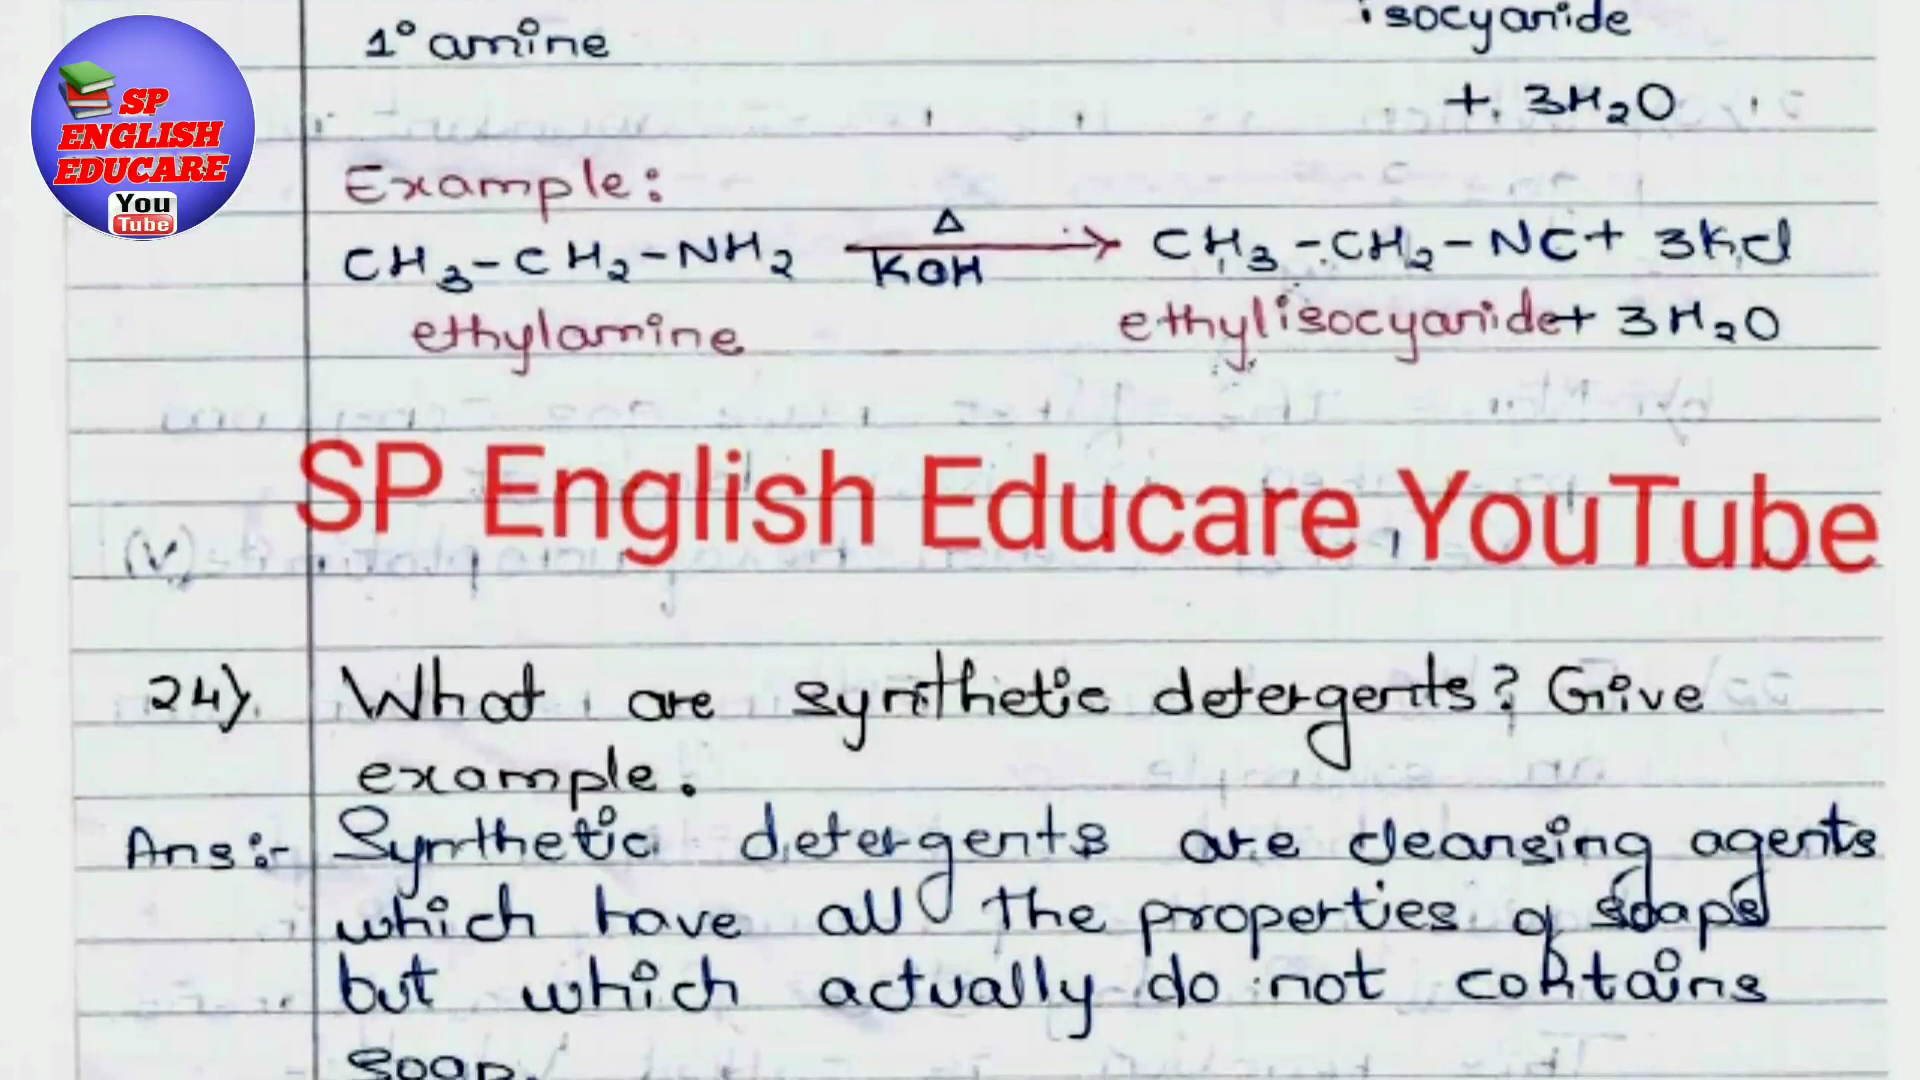 SP
ENGLISH
EDUCARE
You
Tube
1° amine
isocyanide
+ 3H₂O
Example:
CH₃-CH₂-NH₂ Δ KOH → CH₃-CH₂-NC+ 3KCl
ethylamine ethylisocyanide+ 3H₂O
SP English Educare YouTube
24). What are synthetic detergents? Give
example.
Ans:- Synthetic detergents are cleansing agents
which have all the properties of soaps
but which actually do not contains
soap.